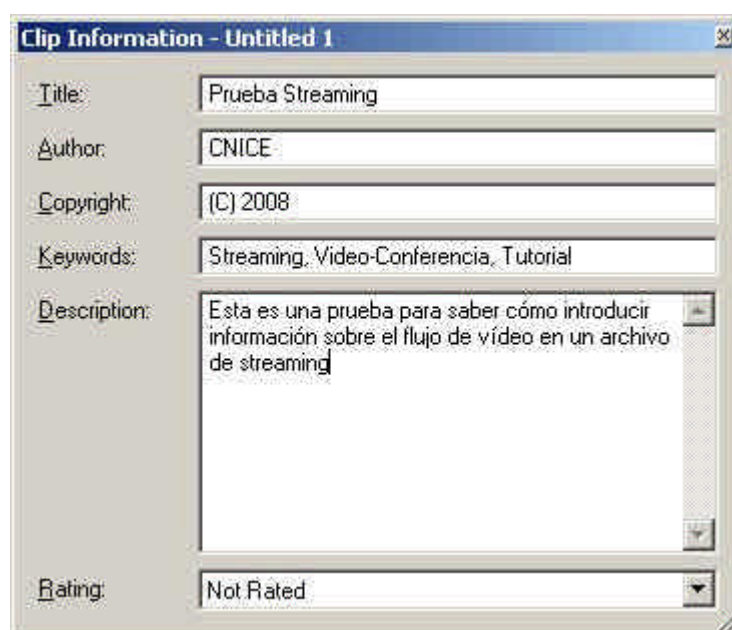 Clip Information - Untitled 1
Title: Prueba Streaming
Author: CNICE
Copyright: (C) 2008
Keywords: Streaming, Video-Conferencia, Tutorial
Description: Esta es una prueba para saber cómo introducir
información sobre el flujo de vídeo en un archivo
de streaming
Rating: Not Rated